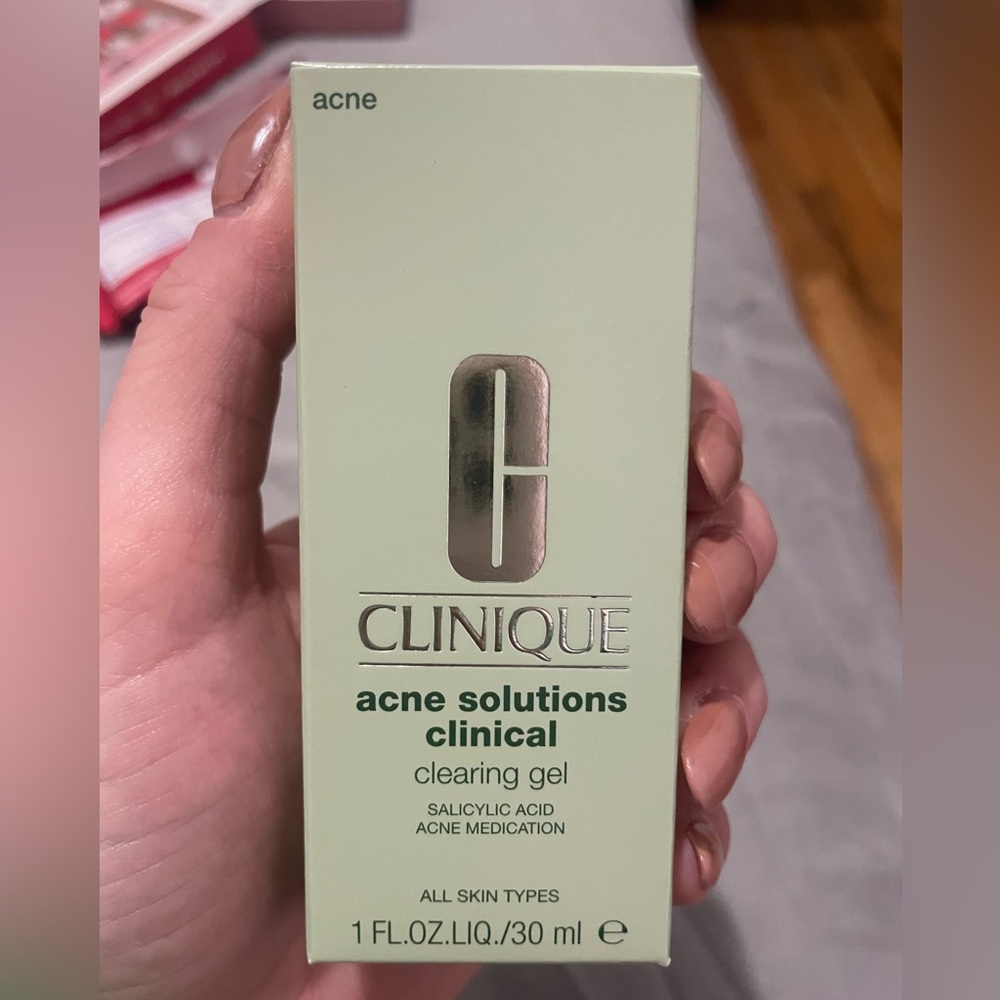 acne
CLINIQUE
acne solutions
clinical
clearing gel
SALICYLIC ACID
ACNE MEDICATION
ALL SKIN TYPES
1 FL.OZ.LIQ./30 ml ℮